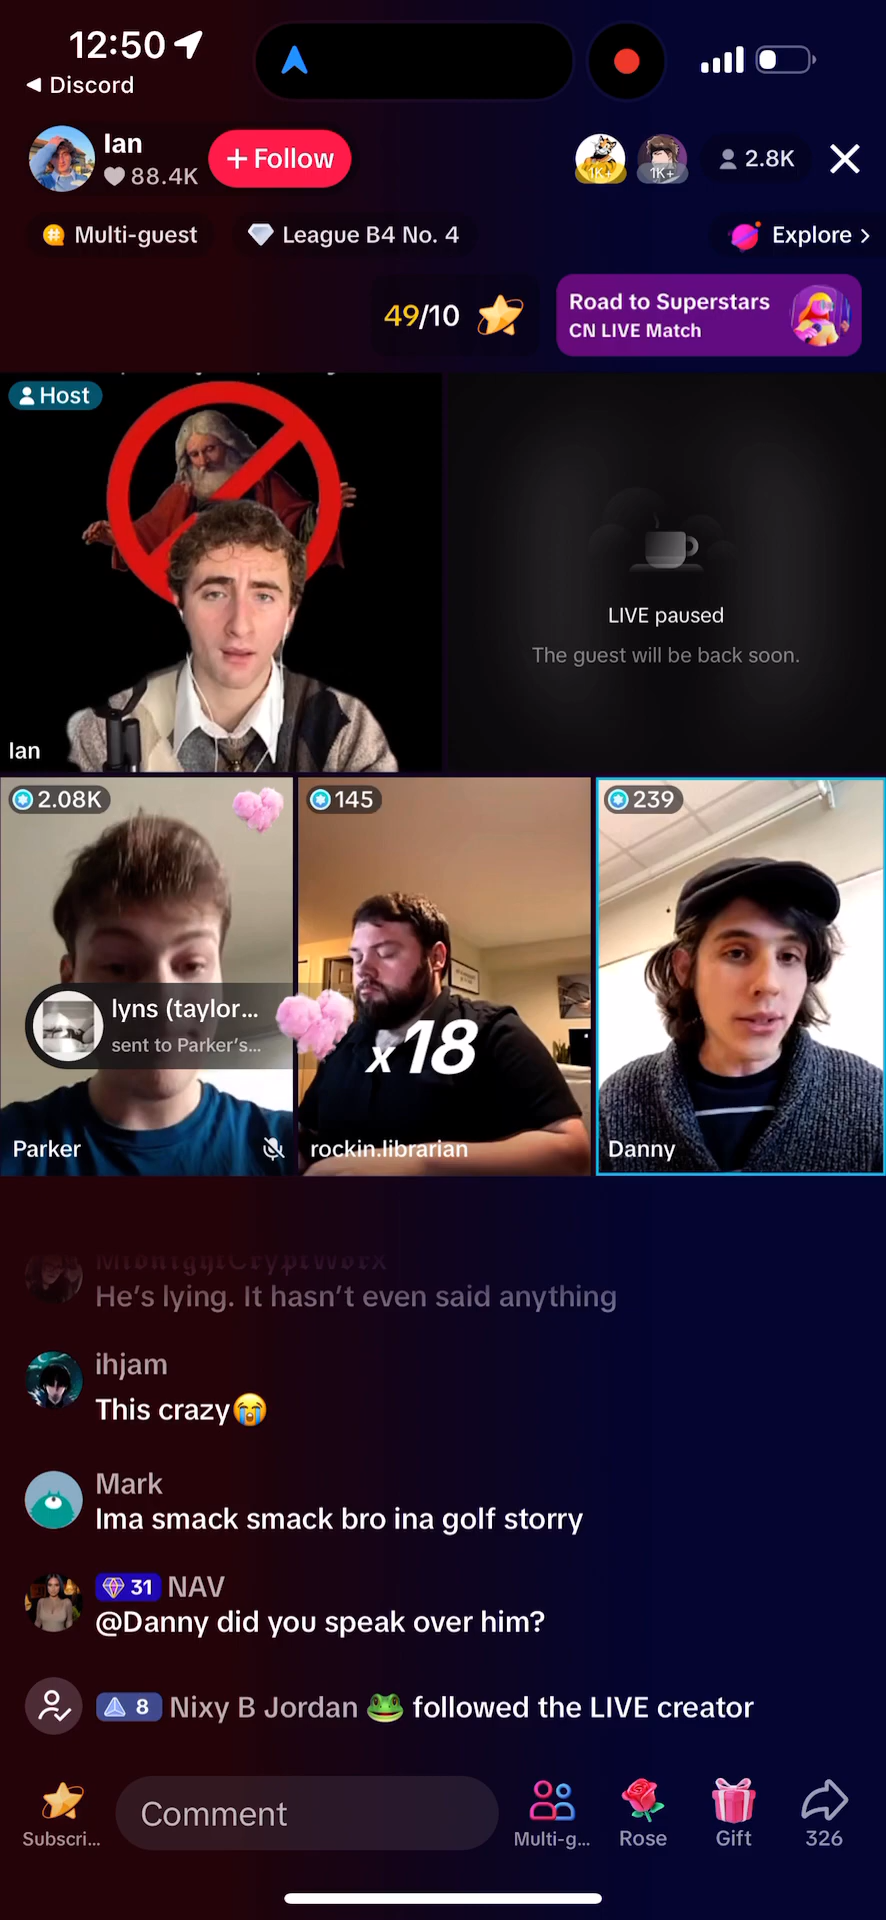 12:50
◀ Discord
Ian
88.4K
+ Follow
1K+
1K+
2.8K
Multi-guest
League B4 No. 4
Explore >
49/10
Road to Superstars
CN LIVE Match
Host
LIVE paused
The guest will be back soon.
Ian
2.08K
145
239
lyns (taylor...
sent to Parker's...
x18
Parker
rockin.librarian
Danny
MidnightCryptWorx
He's lying. It hasn't even said anything
ihjam
This crazy😭
Mark
Ima smack smack bro ina golf storry
31 NAV
@Danny did you speak over him?
8 Nixy B Jordan 🐸 followed the LIVE creator
Subscri...
Comment
Multi-g...
Rose
Gift
326